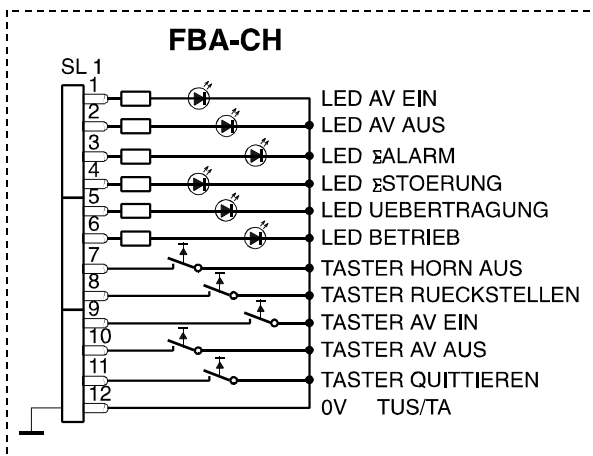 FBA-CH
SL 1
1 LED AV EIN
2 LED AV AUS
3 LED ΣALARM
4 LED ΣSTOERUNG
5 LED UEBERTRAGUNG
6 LED BETRIEB
7 TASTER HORN AUS
8 TASTER RUECKSTELLEN
9 TASTER AV EIN
10 TASTER AV AUS
11 TASTER QUITTIEREN
12 0V TUS/TA